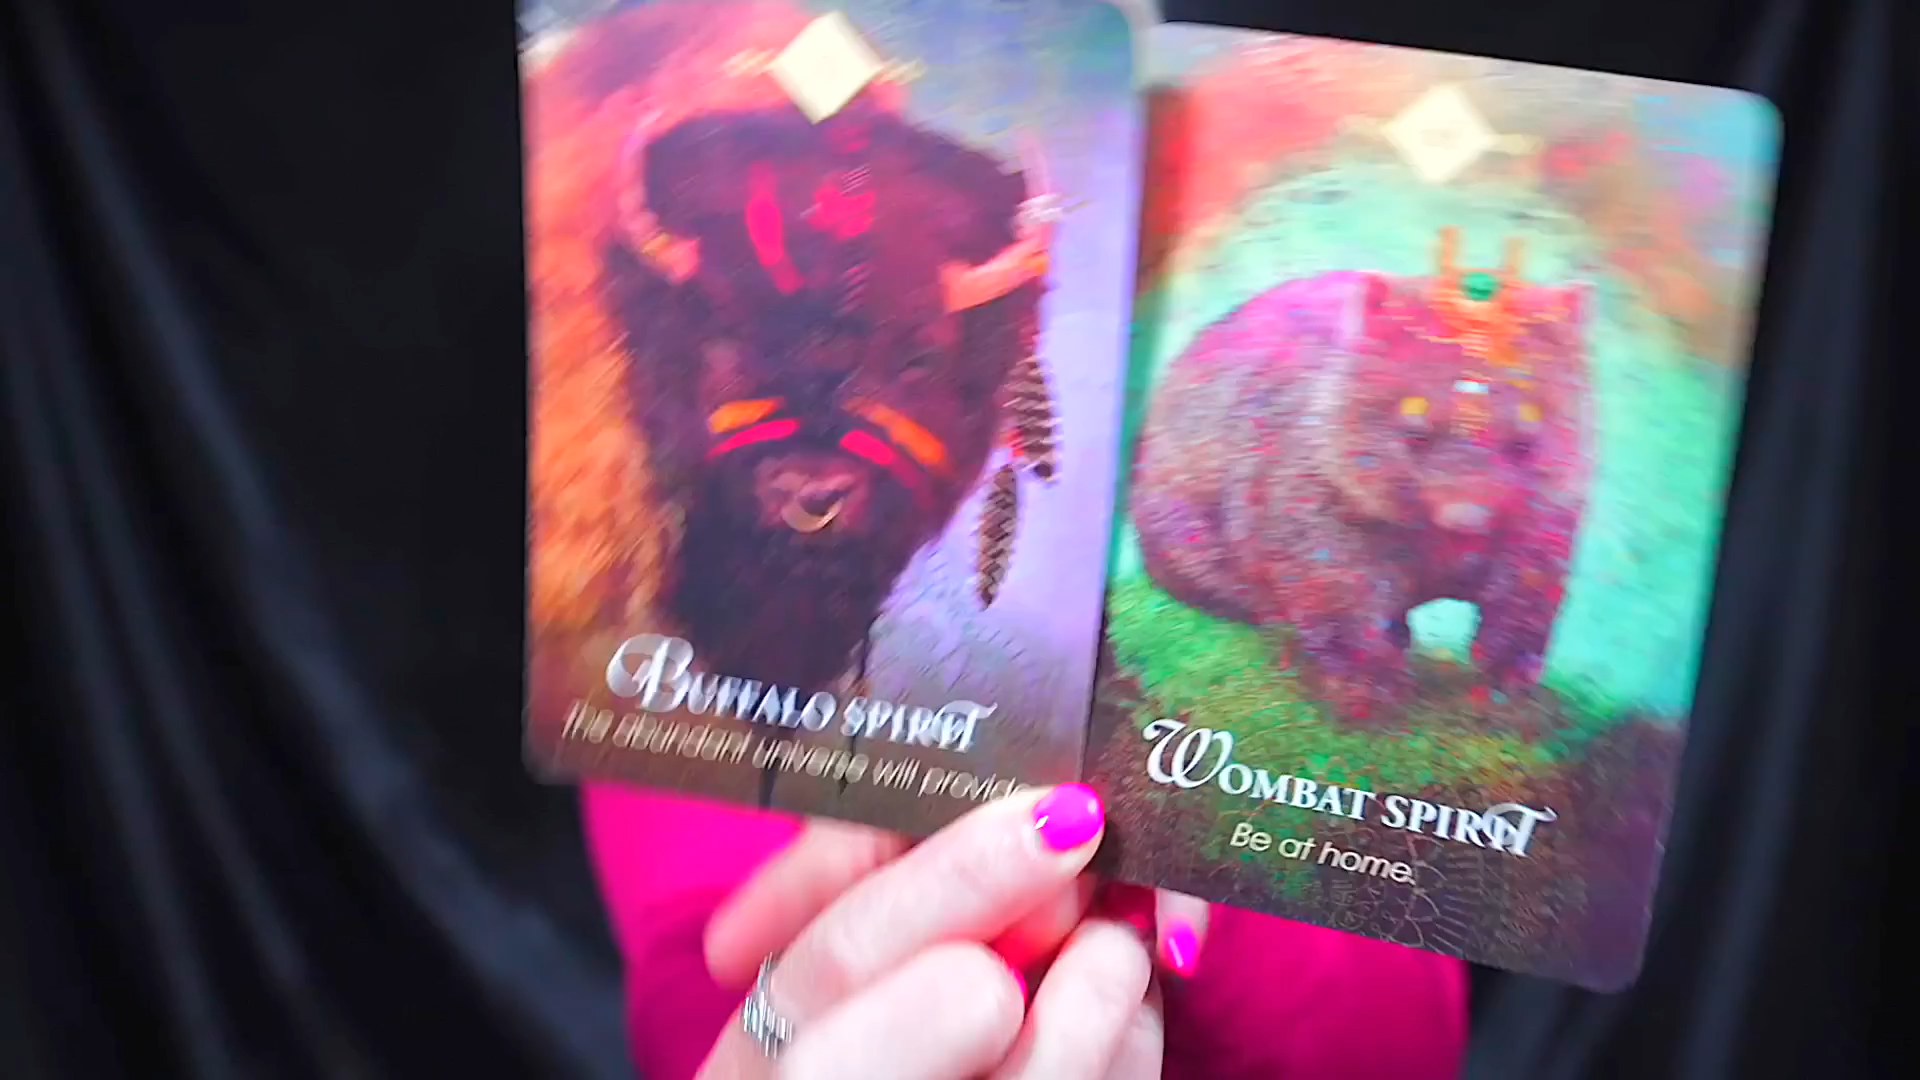 Buffalo Spirit
The abundant universe will provide
Wombat Spirit
Be at home.